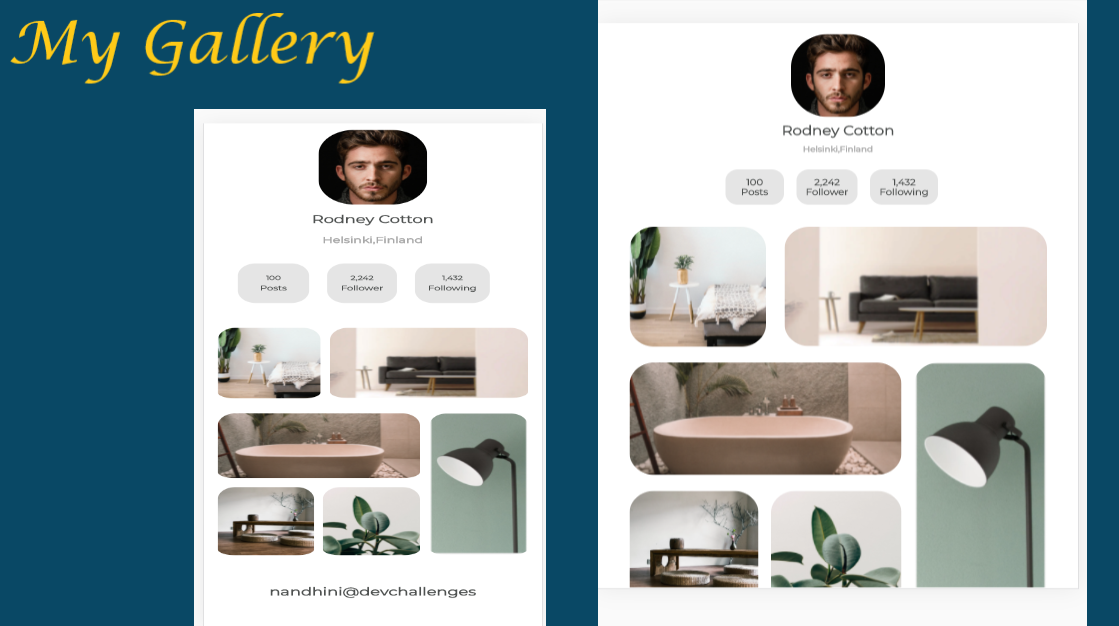 My Gallery
Rodney Cotton
Helsinki,Finland
100
Posts
2,242
Follower
1,432
Following
nandhini@devchallenges
Rodney Cotton
Helsinki,Finland
100
Posts
2,242
Follower
1,432
Following